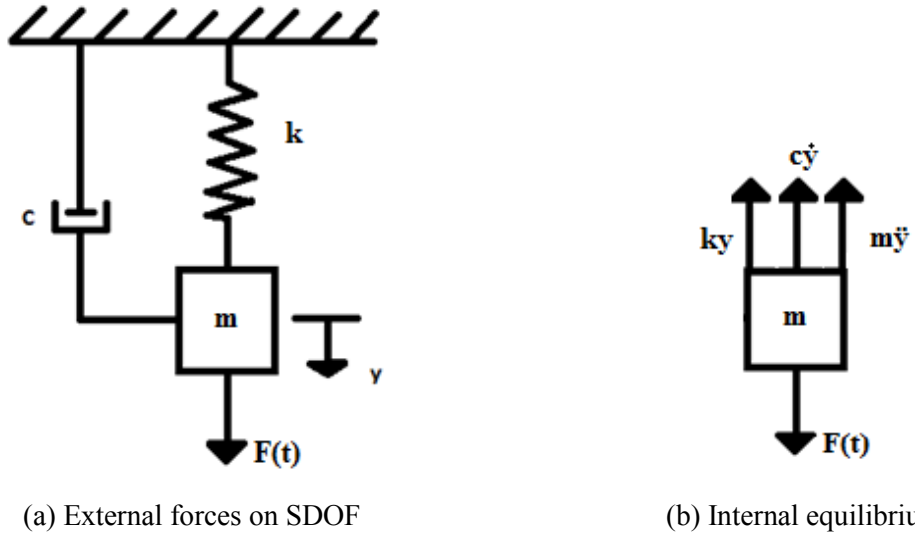 k
c
m
y
F(t)
cẏ
ky
mÿ
m
F(t)
(a) External forces on SDOF
(b) Internal equilibriu